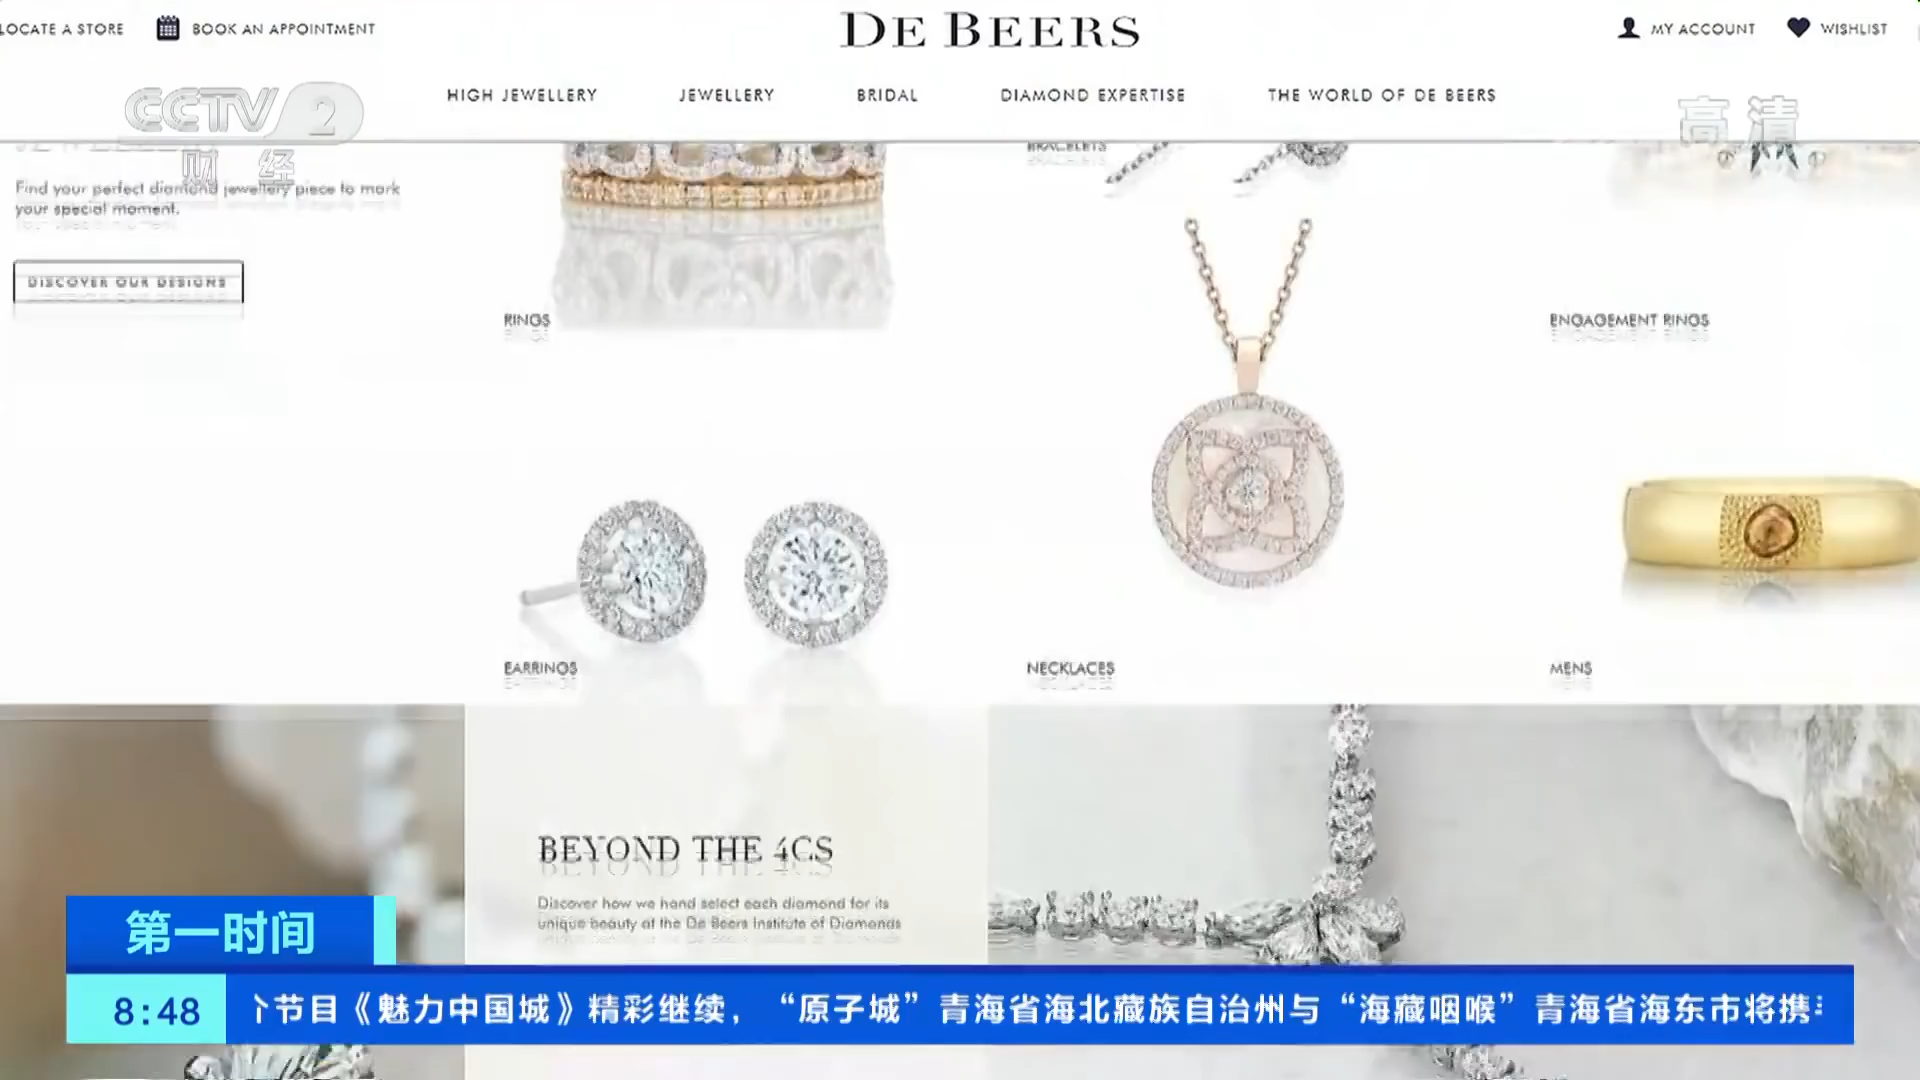 LOCATE A STORE
BOOK AN APPOINTMENT
DE BEERS
MY ACCOUNT
WISHLIST
HIGH JEWELLERY
JEWELLERY
BRIDAL
DIAMOND EXPERTISE
THE WORLD OF DE BEERS
CCTV 2
财 经
高 清
Find your perfect diamond jewellery piece to mark
your special moment.
DISCOVER OUR DESIGNS
BRACELETS
RINGS
ENGAGEMENT RINGS
EARRINGS
NECKLACES
MENS
BEYOND THE 4CS
Discover how we hand select each diamond for its
unique beauty at the De Beers Institute of Diamonds
第一时间
8:48
节目《魅力中国城》精彩继续，“原子城”青海省海北藏族自治州与“海藏咽喉”青海省海东市将携